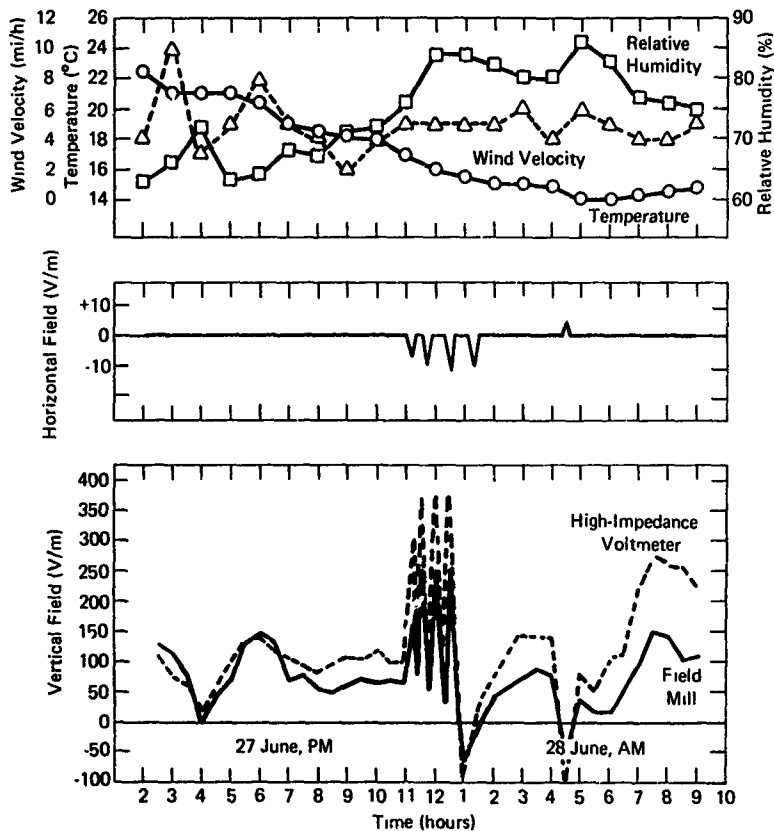 Wind Velocity (mi/h)
12
10
8
6
4
2
0
Temperature (°C)
26
24
22
20
18
16
14
90
80
70
60
Relative Humidity (%)
Relative
Humidity
Wind Velocity
Temperature
Horizontal Field (V/m)
+10
0
-10
Vertical Field (V/m)
400
350
300
250
200
150
100
50
0
-50
-100
High-Impedance
Voltmeter
Field
Mill
27 June, PM
28 June, AM
2 3 4 5 6 7 8 9 10 11 12 1 2 3 4 5 6 7 8 9 10
Time (hours)